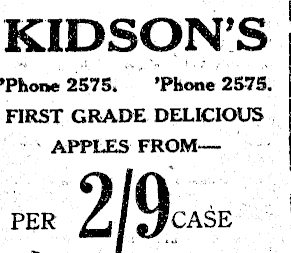 KIDSON'S
'Phone 2575. 'Phone 2575.
FIRST GRADE DELICIOUS
APPLES FROM—
PER 2/9 CASE